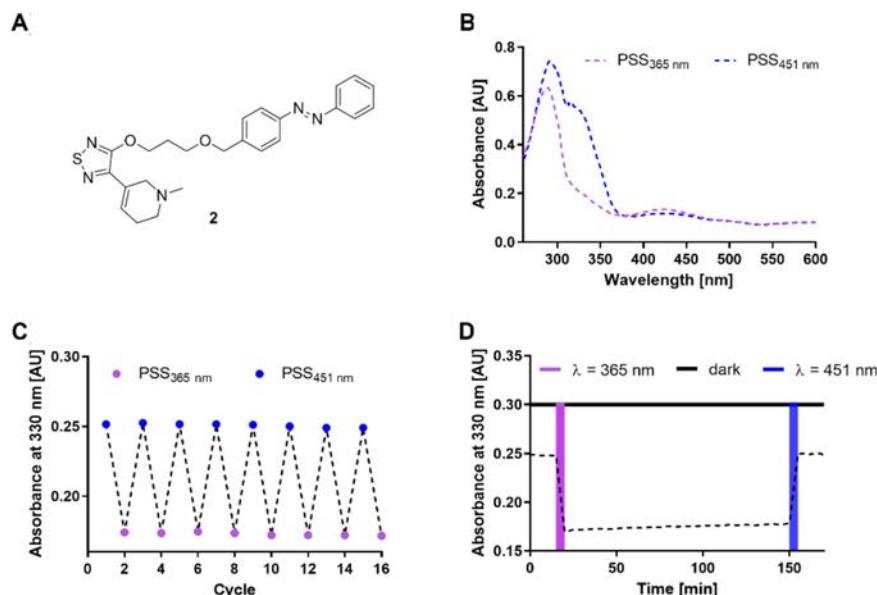 A
N
N
S
N
O
O
N
N
N
2
B
PSS365 nm
PSS451 nm
Absorbance [AU]
0.8
0.6
0.4
0.2
0.0
300 350 400 450 500 550 600
Wavelength [nm]
C
PSS365 nm
PSS451 nm
Absorbance at 330 nm [AU]
0.30
0.25
0.20
2 4 6 8 10 12 14 16
Cycle
D
λ = 365 nm
dark
λ = 451 nm
Absorbance at 330 nm [AU]
0.35
0.30
0.25
0.20
0.15
0 50 100 150
Time [min]